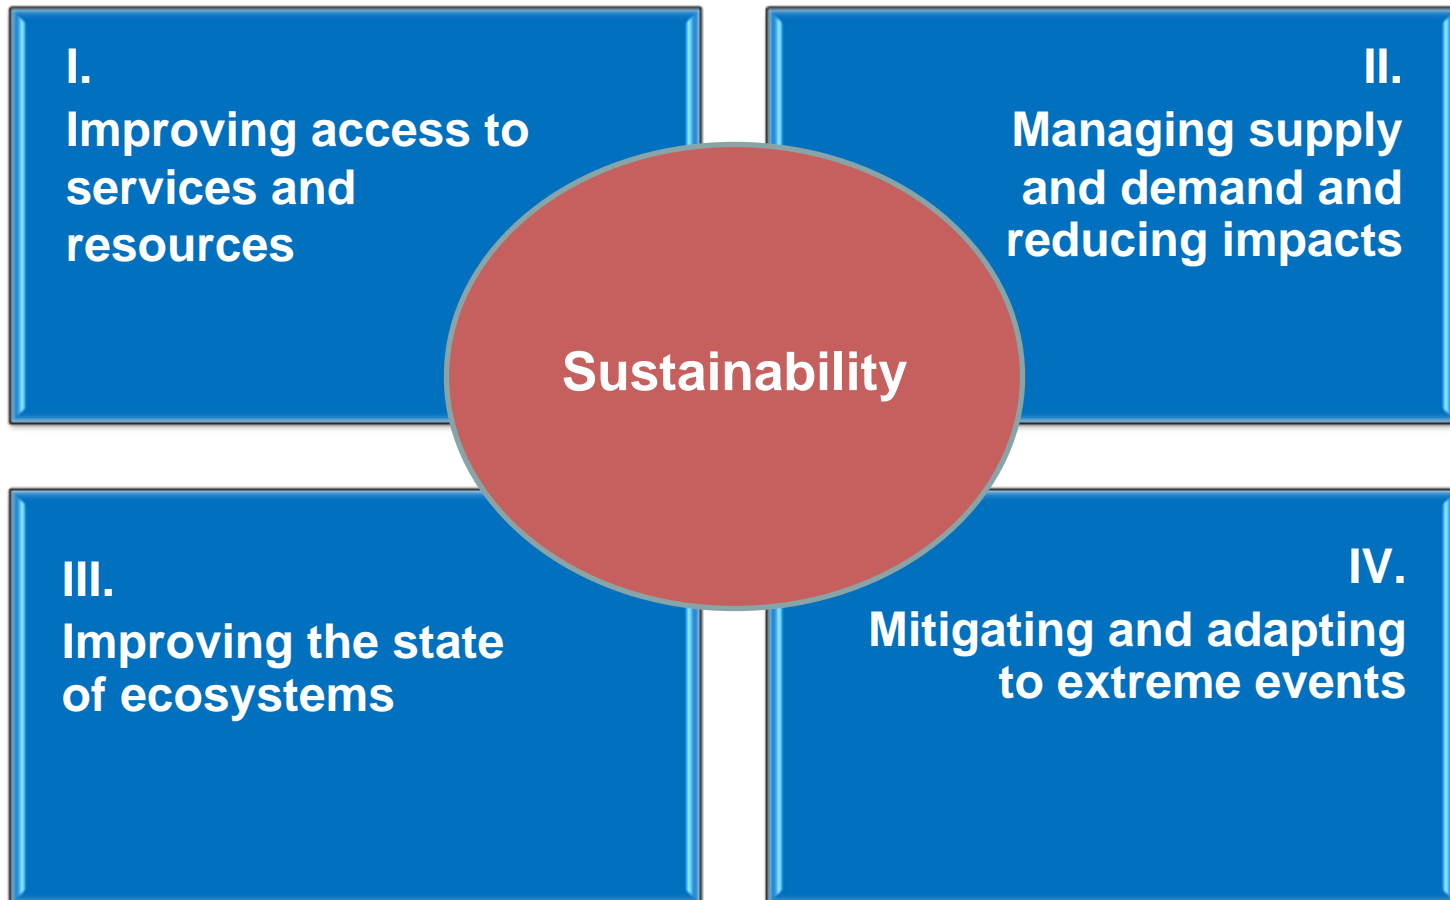 I.
Improving access to
services and
resources
II.
Managing supply
and demand and
reducing impacts
Sustainability
III.
Improving the state
of ecosystems
IV.
Mitigating and adapting
to extreme events